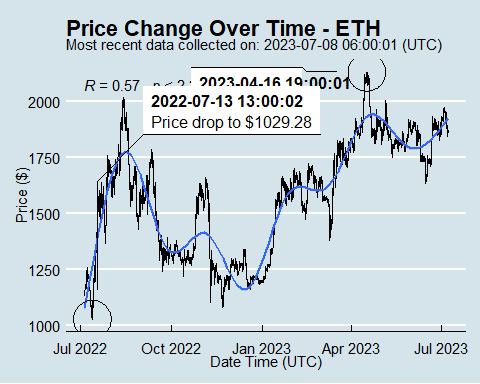 Price Change Over Time - ETH
Most recent data collected on: 2023-07-08 06:00:01 (UTC)
R = 0.57
2023-04-16 19:00:01
2022-07-13 13:00:02
Price drop to $1029.28
Price ($)
2000
1750
1500
1250
1000
Jul 2022
Oct 2022
Jan 2023
Apr 2023
Jul 2023
Date Time (UTC)